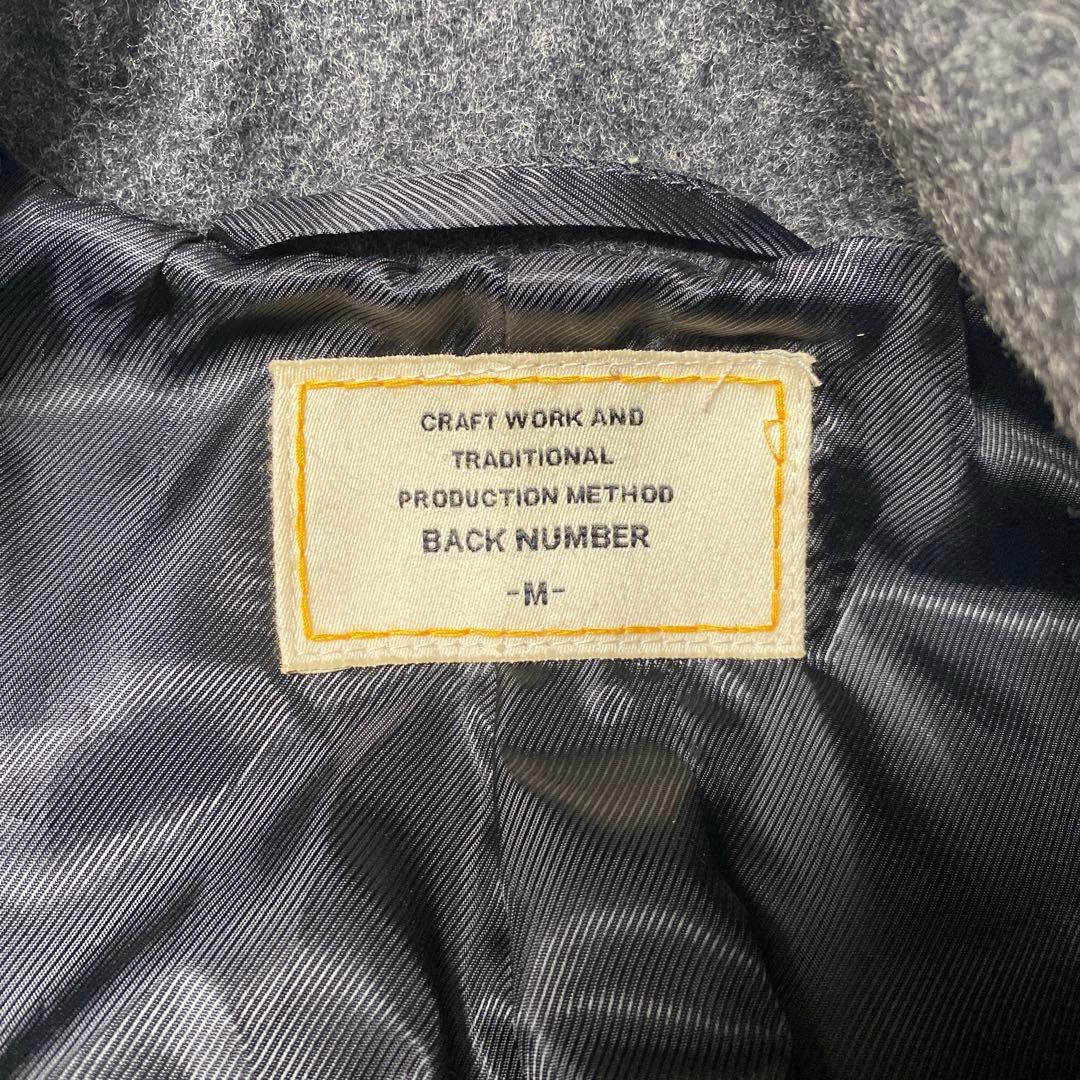 CRAFT WORK AND
TRADITIONAL
PRODUCTION METHOD
BACK NUMBER
-M-